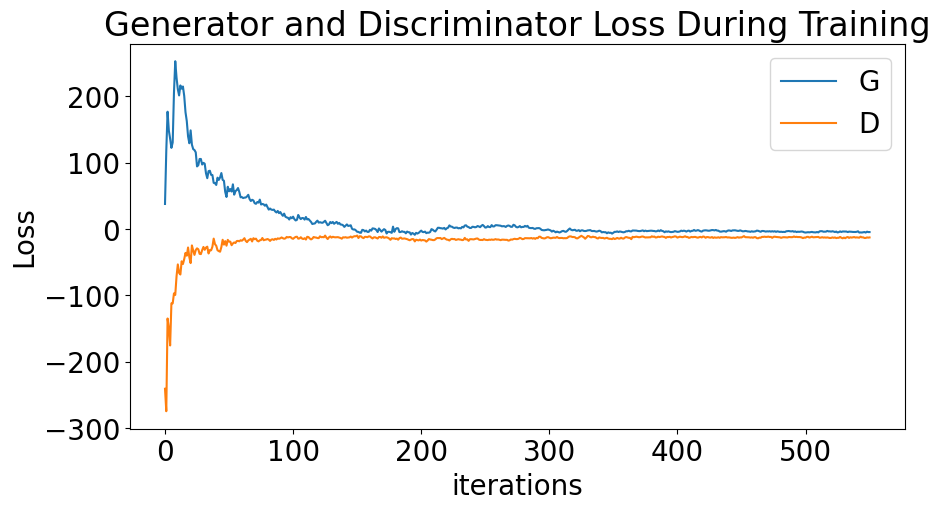 Generator and Discriminator Loss During Training
G
D
Loss
200
100
0
−100
−200
−300
0 100 200 300 400 500
iterations